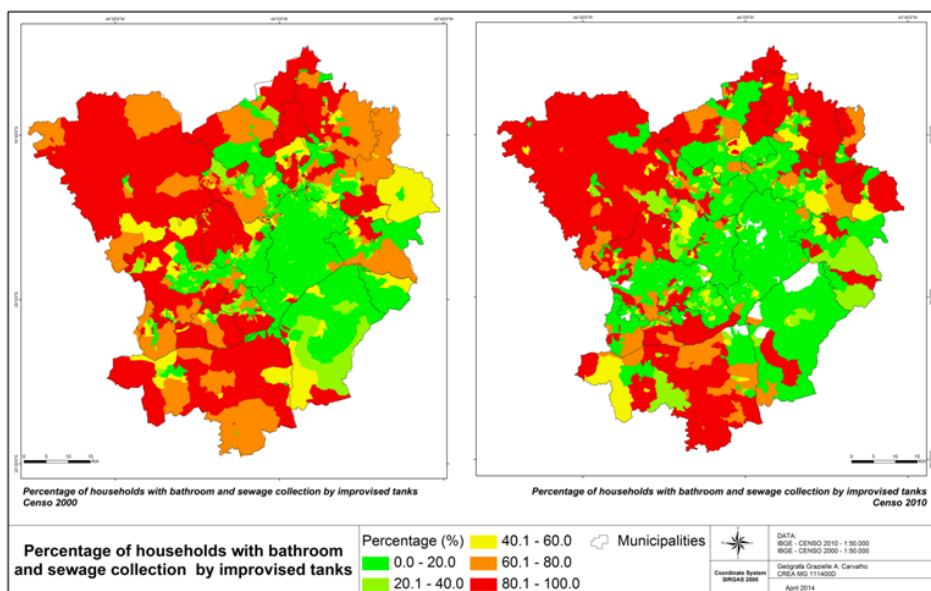 Percentage of households with bathroom and sewage collection by improvised tanks
Censo 2000
Percentage of households with bathroom and sewage collection by improvised tanks
Censo 2010
Percentage of households with bathroom
and sewage collection by improvised tanks
Percentage (%)
0.0 - 20.0
20.1 - 40.0
40.1 - 60.0
60.1 - 80.0
80.1 - 100.0
Municipalities
Coordinate System
SIRGAS 2000
DATA:
IBGE - CENSO 2010 - 1:50.000
IBGE - CENSO 2000 - 1:50.000
Geógrafa Grazielle A. Carvalho
CREA MG 111400D
April 2014